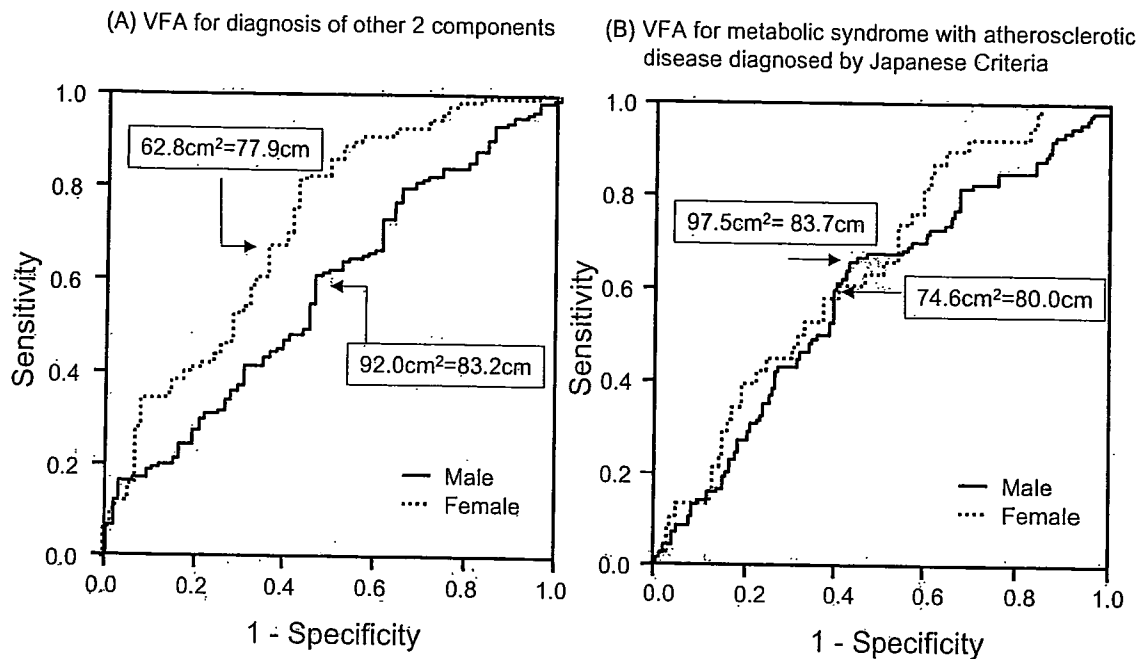 (A) VFA for diagnosis of other 2 components
1.0
0.8
0.6
0.4
0.2
0.0
Sensitivity
62.8cm²=77.9cm
92.0cm²=83.2cm
Male
Female
0.0 0.2 0.4 0.6 0.8 1.0
1 - Specificity
(B) VFA for metabolic syndrome with atherosclerotic
disease diagnosed by Japanese Criteria
1.0
0.8
0.6
0.4
0.2
0.0
Sensitivity
97.5cm²= 83.7cm
74.6cm²=80.0cm
Male
Female
0.0 0.2 0.4 0.6 0.8 1.0
1 - Specificity